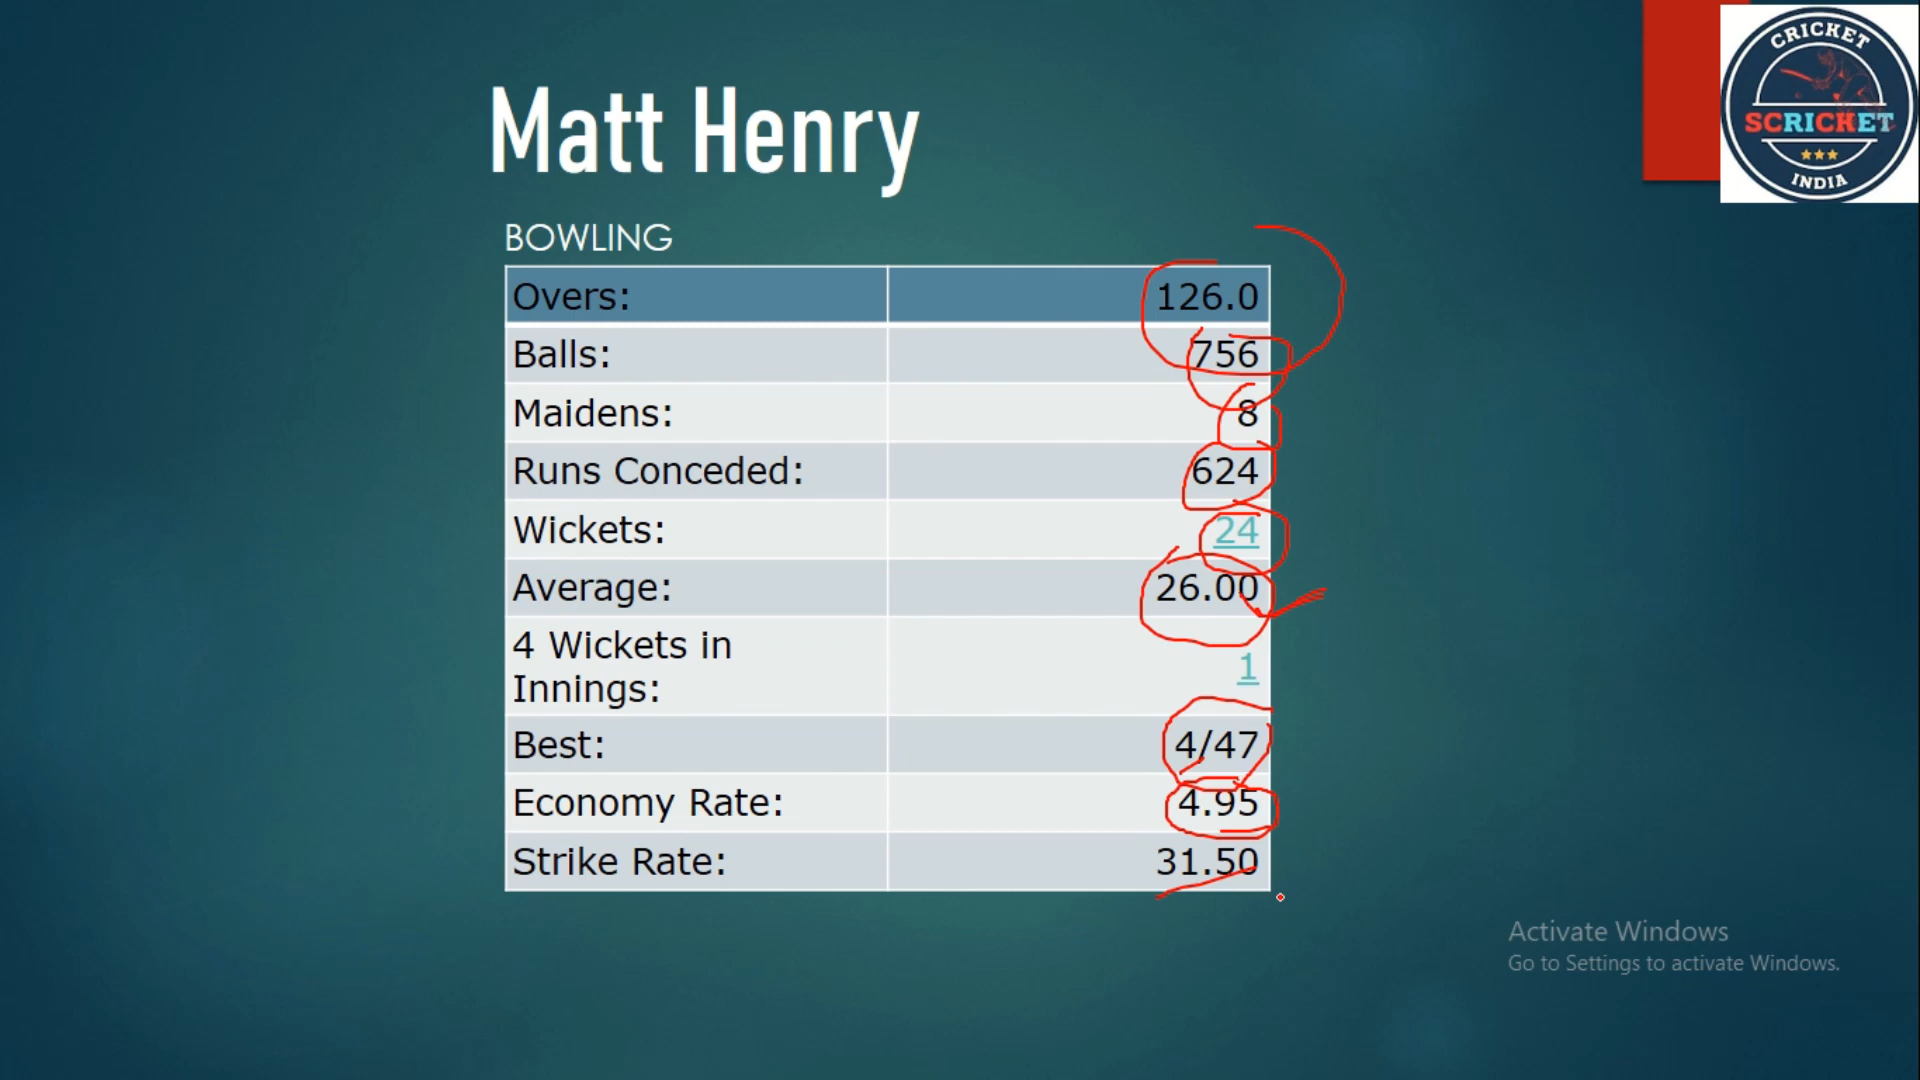 CRICKET
SCRICKET
INDIA
Matt Henry
BOWLING
Overs: 126.0
Balls: 756
Maidens: 8
Runs Conceded: 624
Wickets: 24
Average: 26.00
4 Wickets in
Innings: 1
Best: 4/47
Economy Rate: 4.95
Strike Rate: 31.50
Activate Windows
Go to Settings to activate Windows.